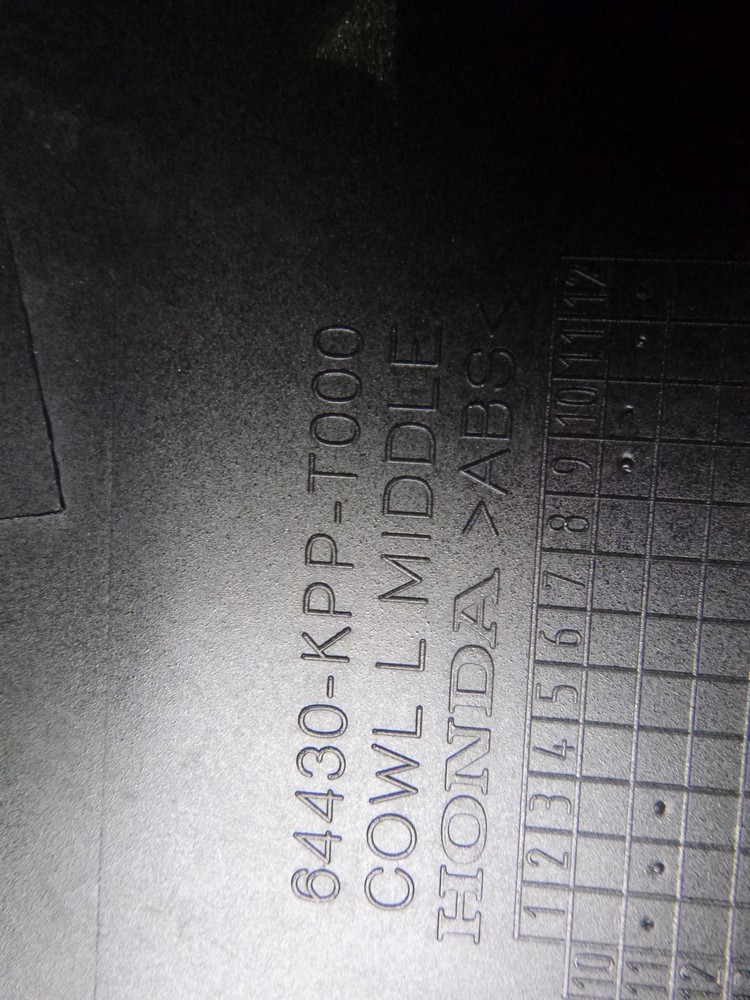 64430-KPP-T000
COWL L MIDDLE
HONDA >ABS<
1 2 3 4 5 6 7 8 9 10 11 12
10
11
12